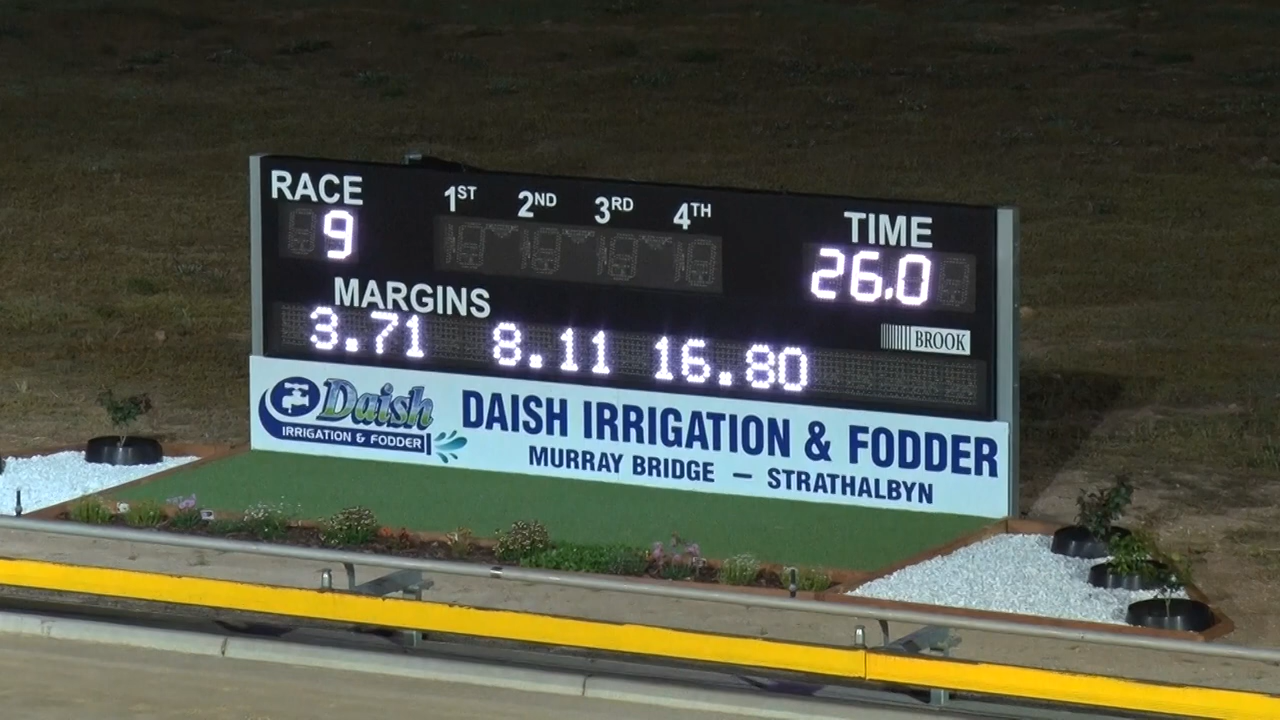 RACE 1ST 2ND 3RD 4TH TIME
9 26.0
MARGINS
3.71 8.11 16.80
BROOK
Daish
IRRIGATION & FODDER
DAISH IRRIGATION & FODDER
MURRAY BRIDGE — STRATHALBYN